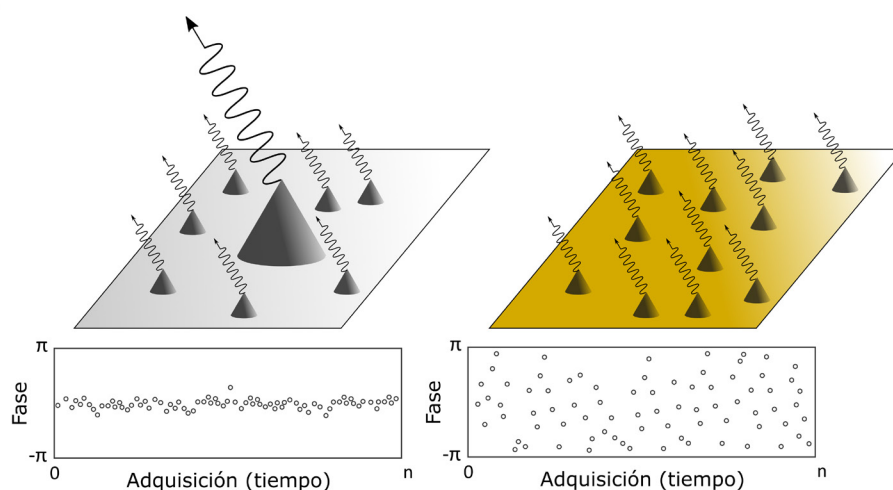 π
Fase
-π
0
n
Adquisición (tiempo)
π
Fase
-π
0
n
Adquisición (tiempo)